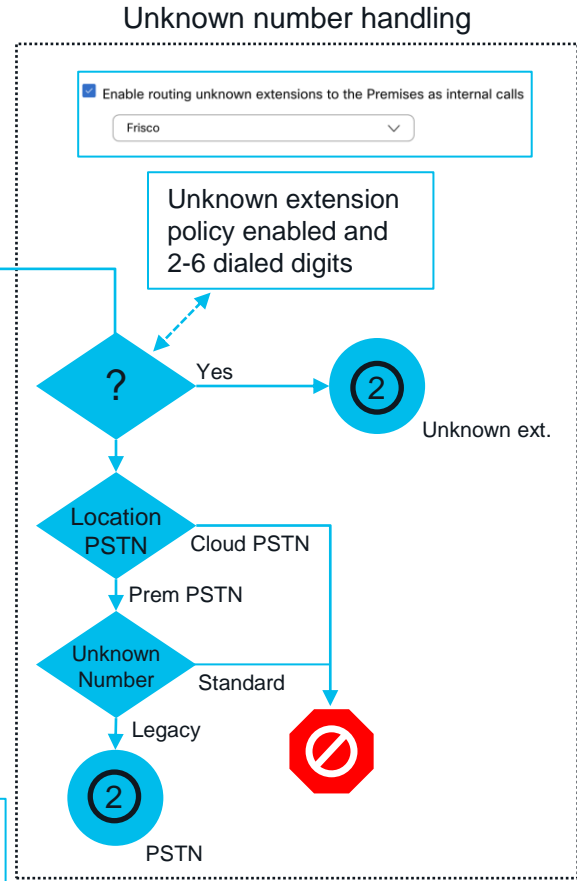 Unknown number handling
Enable routing unknown extensions to the Premises as internal calls
Frisco
Unknown extension
policy enabled and
2-6 dialed digits
?
Yes
2
Unknown ext.
Location
PSTN
Cloud PSTN
Prem PSTN
Unknown
Number
Standard
Legacy
2
PSTN